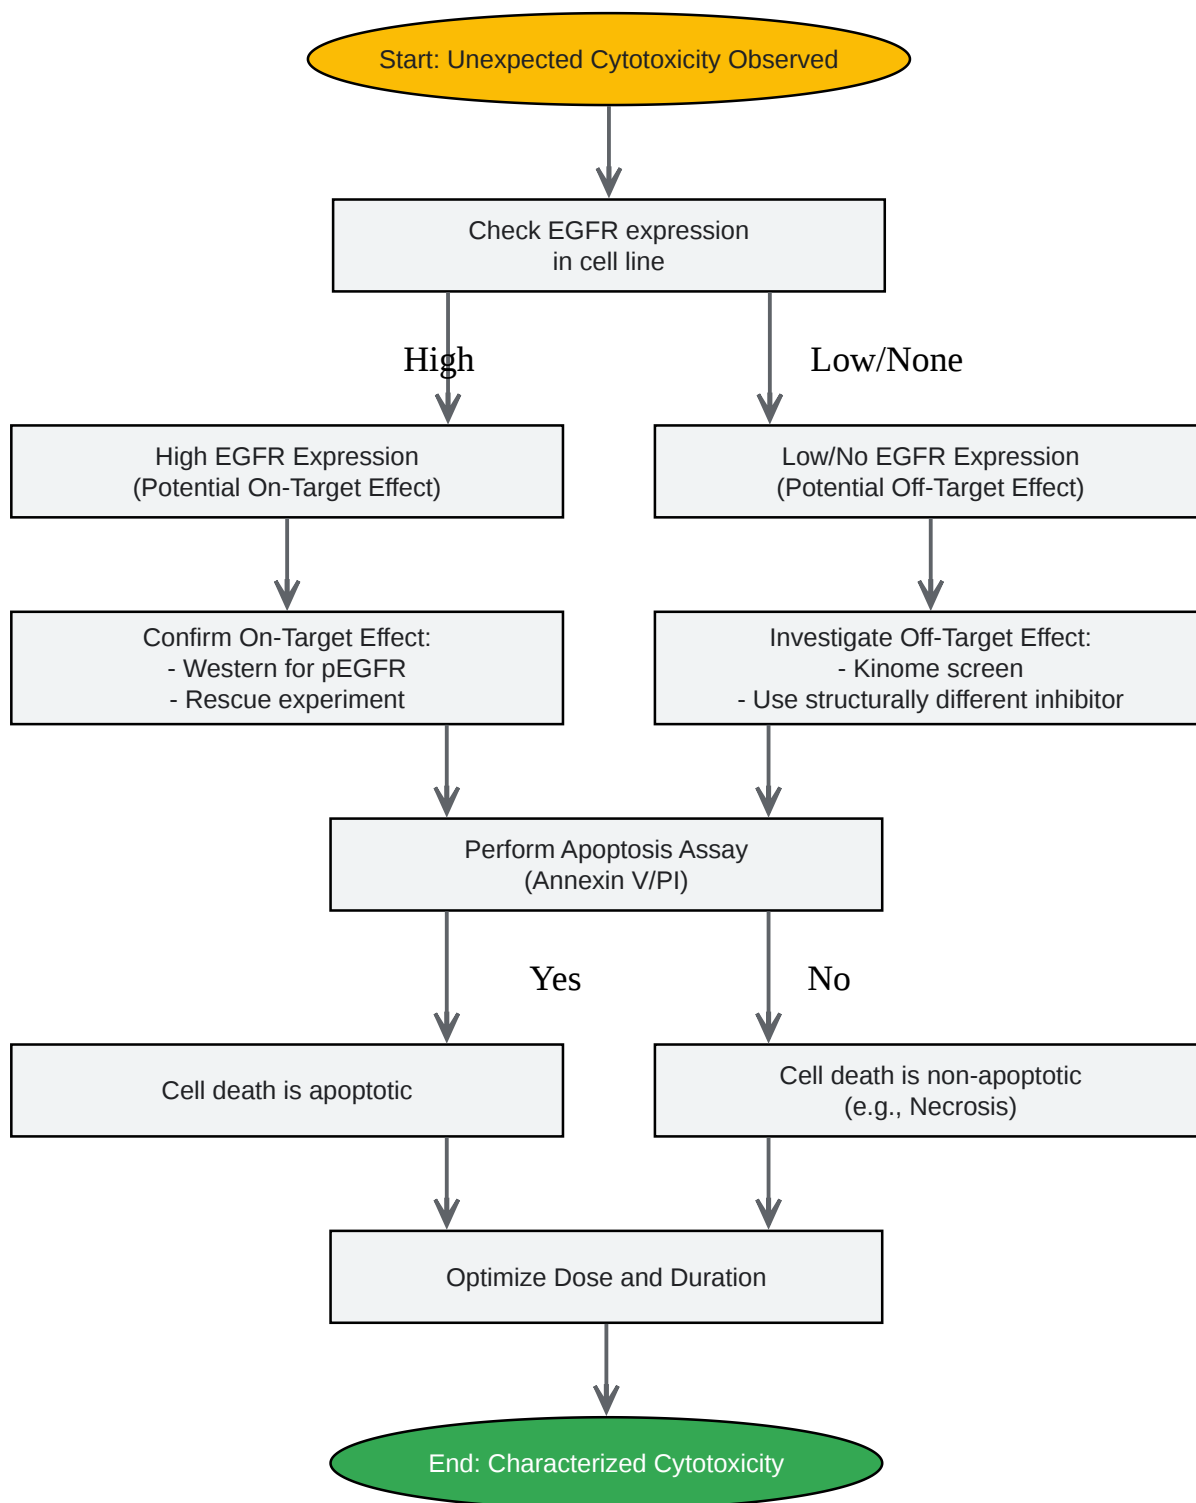 Start: Unexpected Cytotoxicity Observed
Check EGFR expression
in cell line
High
Low/None
High EGFR Expression
(Potential On-Target Effect)
Low/No EGFR Expression
(Potential Off-Target Effect)
Confirm On-Target Effect:
- Western for pEGFR
- Rescue experiment
Investigate Off-Target Effect:
- Kinome screen
- Use structurally different inhibitor
Perform Apoptosis Assay
(Annexin V/PI)
Yes
No
Cell death is apoptotic
Cell death is non-apoptotic
(e.g., Necrosis)
Optimize Dose and Duration
End: Characterized Cytotoxicity